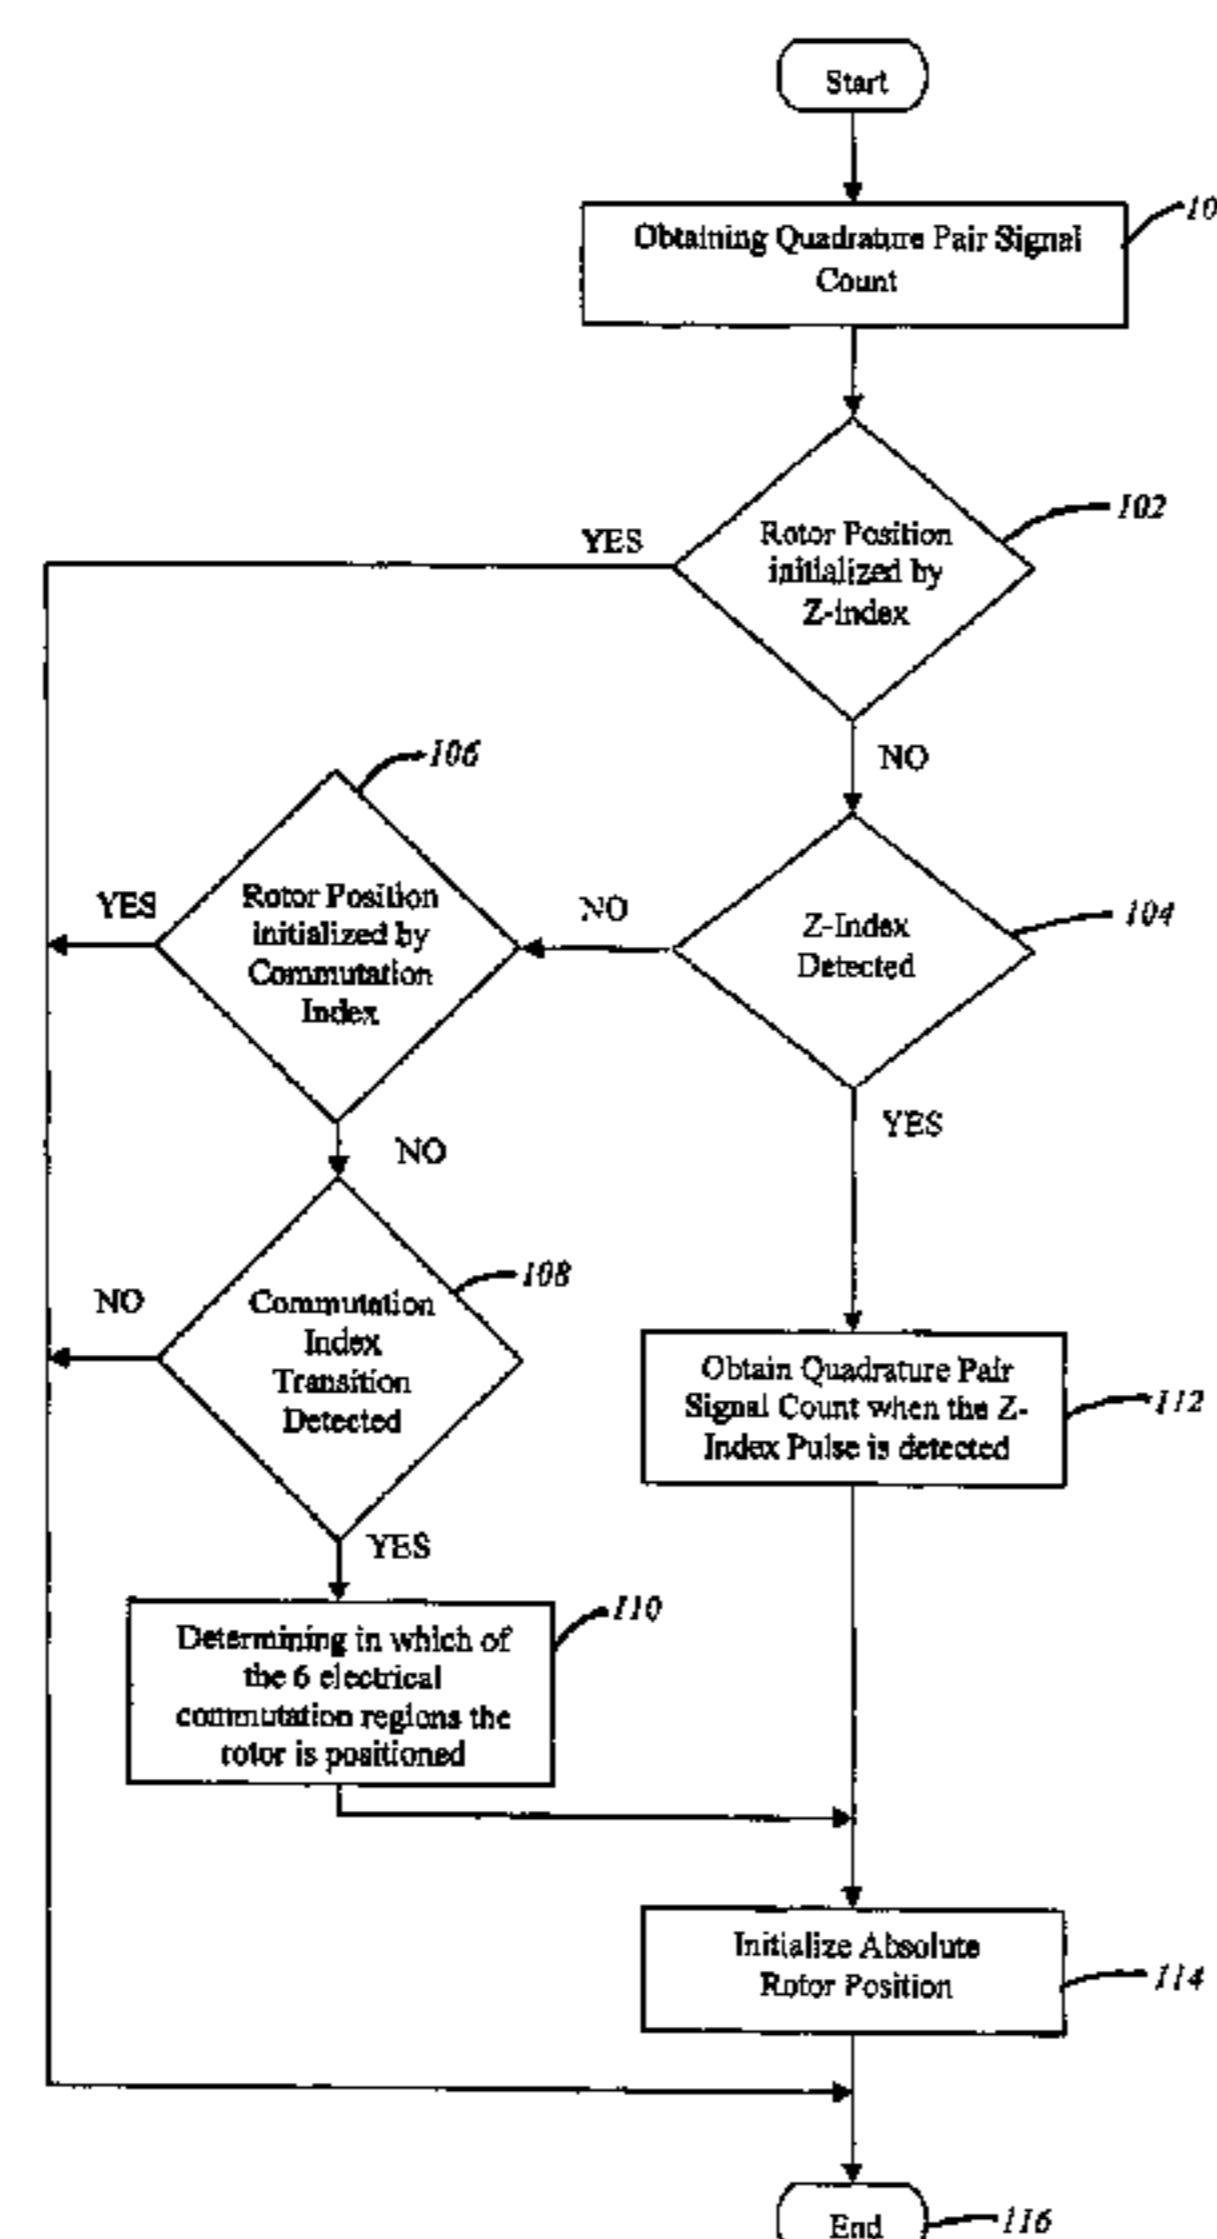 Start
10
Obtaining Quadrature Pair Signal
Count
102
YES
Rotor Position
initialized by
Z-index
NO
106
YES
Rotor Position
initialized by
Commutation
Index
NO
Z-Index
Detected
104
NO
YES
108
NO
Commutation
Index
Transition
Detected
Obtain Quadrature Pair
Signal Count when the Z-
Index Pulse is detected
112
YES
110
Determining in which of
the 6 electrical
commutation regions the
rotor is positioned
Initialize Absolute
Rotor Position
114
End
116